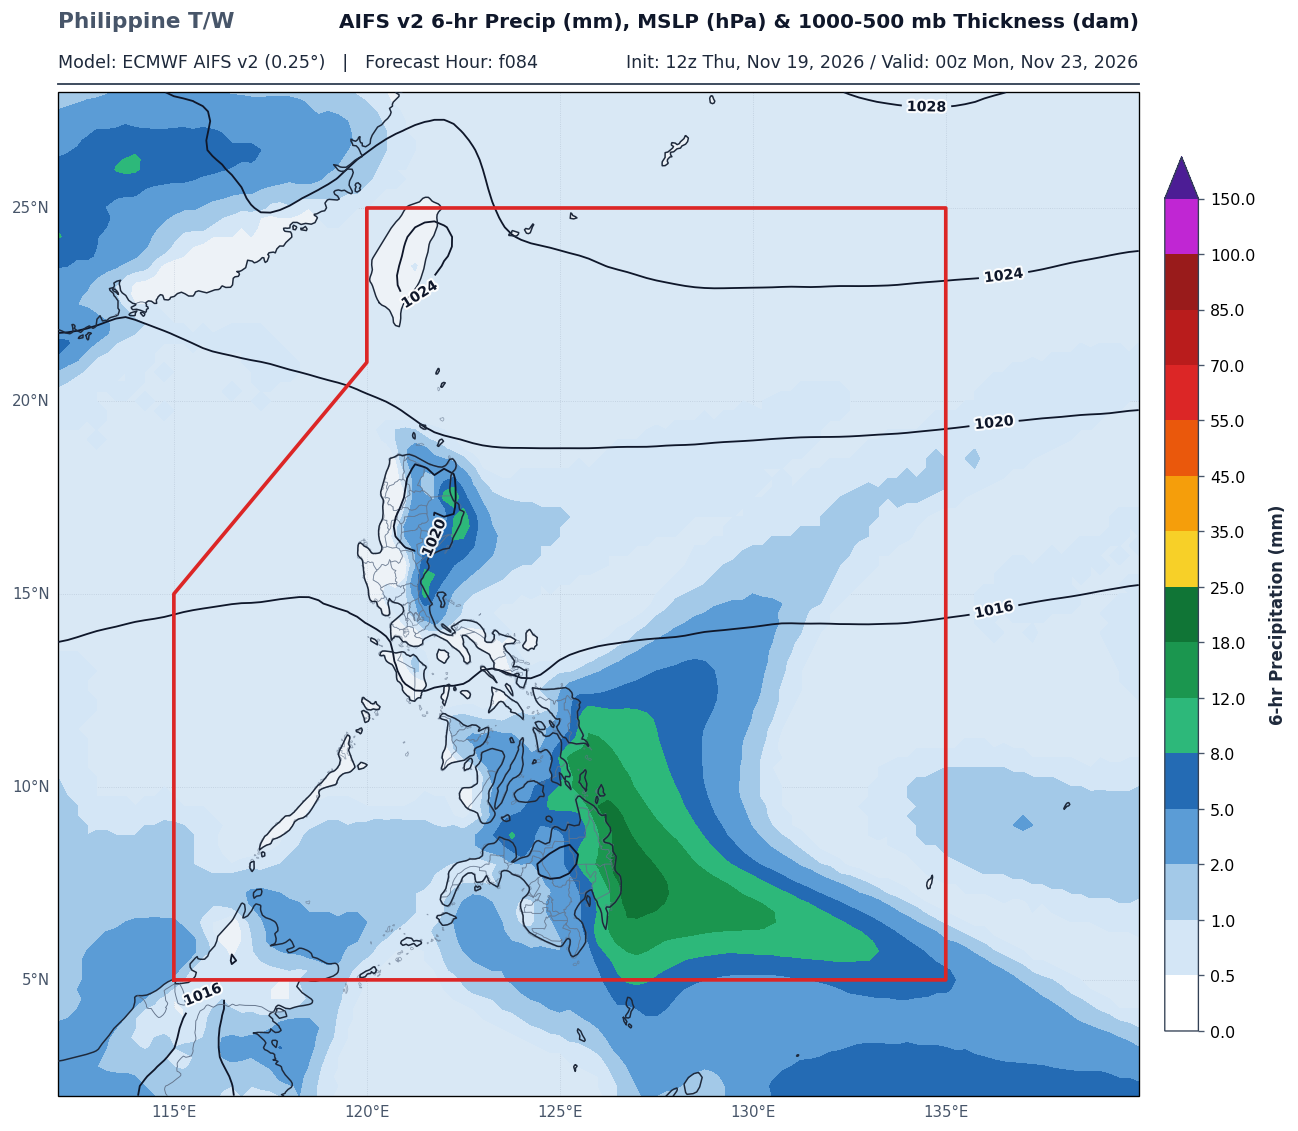 Philippine T/W
AIFS v2 6-hr Precip (mm), MSLP (hPa) & 1000-500 mb Thickness (dam)
Model: ECMWF AIFS v2 (0.25°) | Forecast Hour: f084
Init: 12z Thu, Nov 19, 2026 / Valid: 00z Mon, Nov 23, 2026
1028
150.0
25°N
1024
1024
100.0
85.0
70.0
20°N
1020
55.0
45.0
1020
35.0
15°N
1016
25.0
18.0
12.0
10°N
8.0
5.0
2.0
1.0
5°N
1016
0.5
0.0
6-hr Precipitation (mm)
115°E
120°E
125°E
130°E
135°E